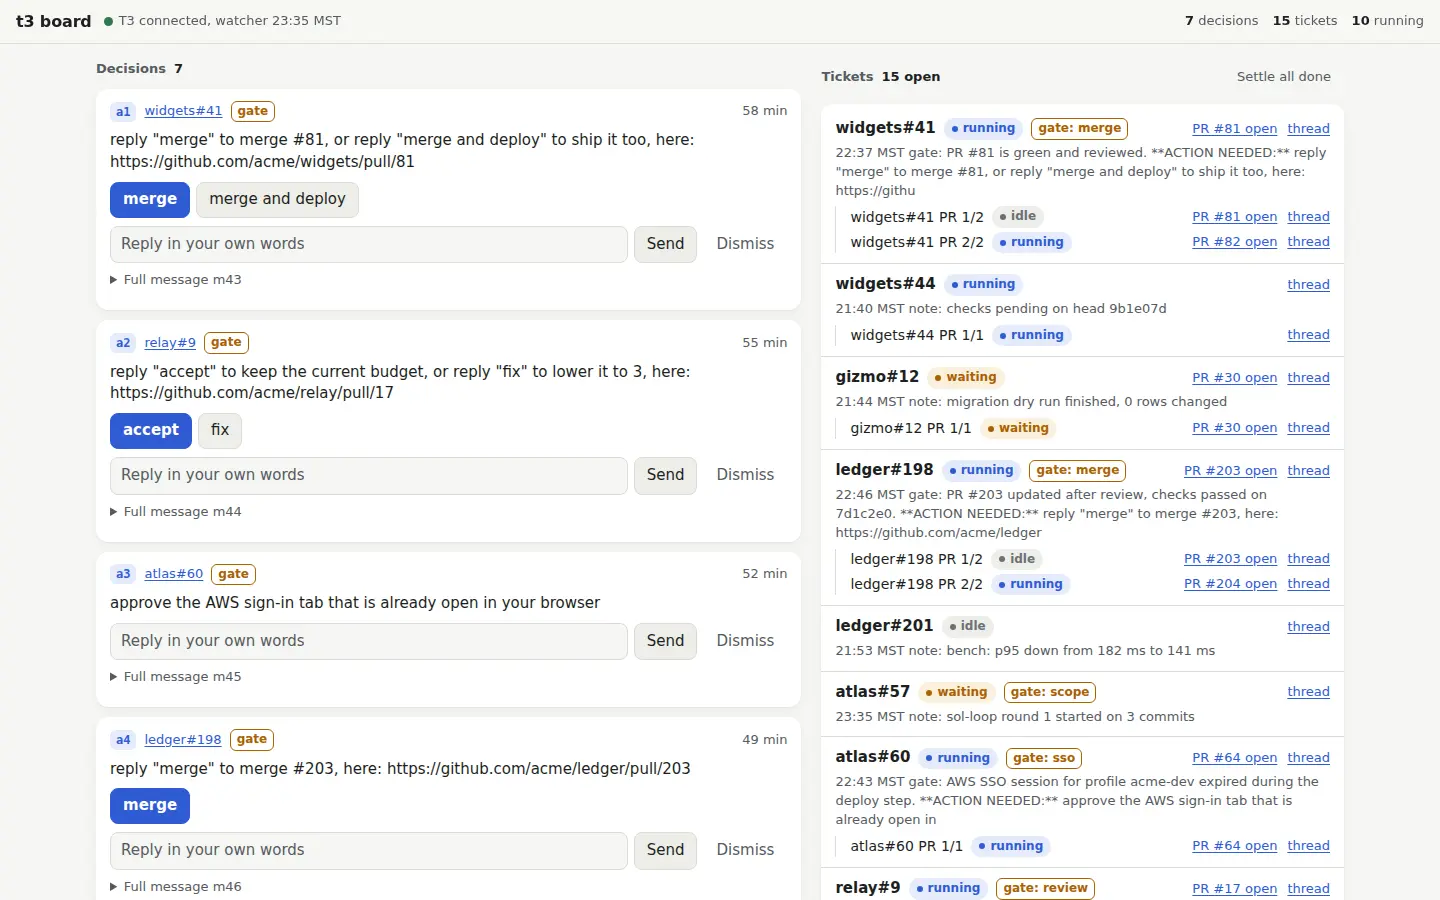 t3 board T3 connected, watcher 23:35 MST 7 decisions 15 tickets 10 running
Decisions 7
a1 widgets#41 gate 58 min
reply "merge" to merge #81, or reply "merge and deploy" to ship it too, here:
https://github.com/acme/widgets/pull/81
merge merge and deploy
Reply in your own words Send Dismiss
Full message m43
a2 relay#9 gate 55 min
reply "accept" to keep the current budget, or reply "fix" to lower it to 3, here:
https://github.com/acme/relay/pull/17
accept fix
Reply in your own words Send Dismiss
Full message m44
a3 atlas#60 gate 52 min
approve the AWS sign-in tab that is already open in your browser
Reply in your own words Send Dismiss
Full message m45
a4 ledger#198 gate 49 min
reply "merge" to merge #203, here: https://github.com/acme/ledger/pull/203
merge
Reply in your own words Send Dismiss
Full message m46
Tickets 15 open Settle all done
widgets#41 running gate: merge PR #81 open thread
22:37 MST gate: PR #81 is green and reviewed. **ACTION NEEDED:** reply
"merge" to merge #81, or reply "merge and deploy" to ship it too, here:
https://githu
widgets#41 PR 1/2 idle PR #81 open thread
widgets#41 PR 2/2 running PR #82 open thread
widgets#44 running thread
21:40 MST note: checks pending on head 9b1e07d
widgets#44 PR 1/1 running thread
gizmo#12 waiting PR #30 open thread
21:44 MST note: migration dry run finished, 0 rows changed
gizmo#12 PR 1/1 waiting PR #30 open thread
ledger#198 running gate: merge PR #203 open thread
22:46 MST gate: PR #203 updated after review, checks passed on
7d1c2e0. **ACTION NEEDED:** reply "merge" to merge #203, here:
https://github.com/acme/ledger
ledger#198 PR 1/2 idle PR #203 open thread
ledger#198 PR 2/2 running PR #204 open thread
ledger#201 idle thread
21:53 MST note: bench: p95 down from 182 ms to 141 ms
atlas#57 waiting gate: scope thread
23:35 MST note: sol-loop round 1 started on 3 commits
atlas#60 running gate: sso PR #64 open thread
22:43 MST gate: AWS SSO session for profile acme-dev expired during the
deploy step. **ACTION NEEDED:** approve the AWS sign-in tab that is
already open in
atlas#60 PR 1/1 running PR #64 open thread
relay#9 running gate: review PR #17 open thread